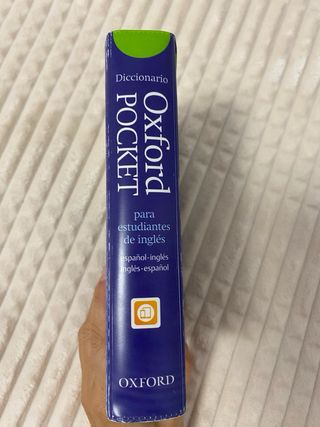 Diccionario
Oxford
POCKET
para
estudiantes
de inglés
español-inglés
inglés-español
OXFORD